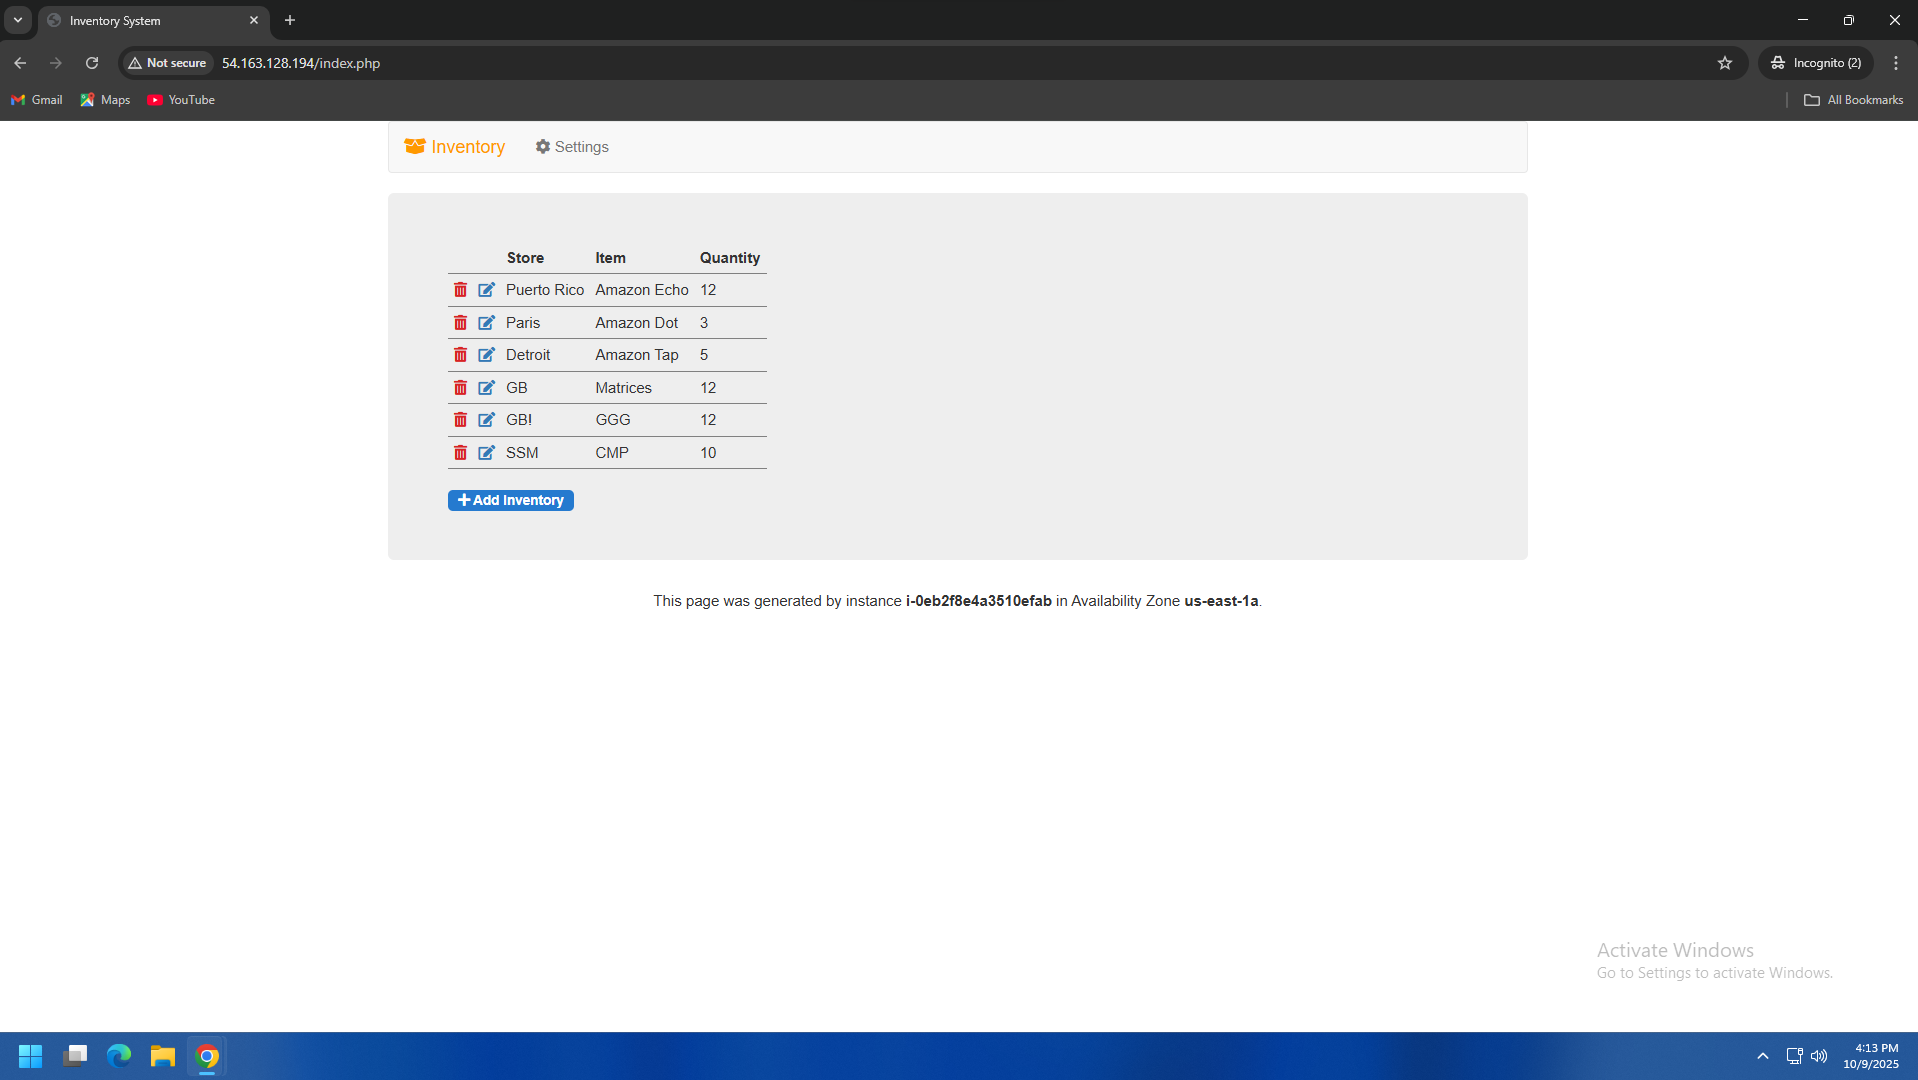 Inventory System
Not secure 54.163.128.194/index.php Incognito (2)
Gmail Maps YouTube All Bookmarks
Inventory Settings
Store Item Quantity
Puerto Rico Amazon Echo 12
Paris Amazon Dot 3
Detroit Amazon Tap 5
GB Matrices 12
GB! GGG 12
SSM CMP 10
Add Inventory
This page was generated by instance i-0eb2f8e4a3510efab in Availability Zone us-east-1a.
Activate Windows
Go to Settings to activate Windows.
4:13 PM
10/9/2025